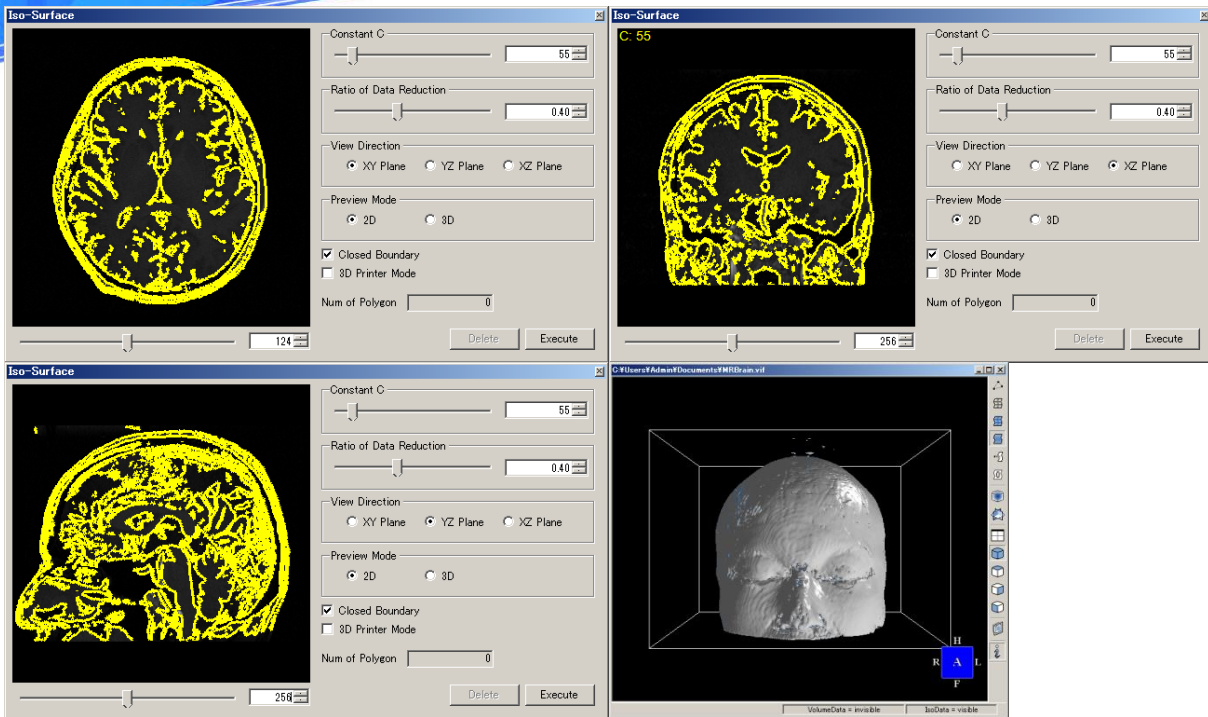 Iso-Surface
Constant C
55
Ratio of Data Reduction
0.40
View Direction
XY Plane YZ Plane XZ Plane
Preview Mode
2D 3D
Closed Boundary
3D Printer Mode
Num of Polygon 0
124 Delete Execute
Iso-Surface
C: 55
Constant C
55
Ratio of Data Reduction
0.40
View Direction
XY Plane YZ Plane XZ Plane
Preview Mode
2D 3D
Closed Boundary
3D Printer Mode
Num of Polygon 0
256 Delete Execute
Iso-Surface
Constant C
55
Ratio of Data Reduction
0.40
View Direction
XY Plane YZ Plane XZ Plane
Preview Mode
2D 3D
Closed Boundary
3D Printer Mode
Num of Polygon 0
256 Delete Execute
C:¥Users¥Admin¥Documents¥MRBrain.vif
H
R A L
F
VolumeData = invisible IsoData = visible